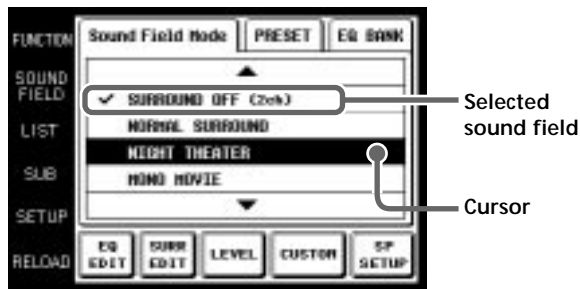 FUNCTION
SOUND FIELD
LIST
SUB
SETUP
RELOAD
Sound Field Mode
PRESET
EQ BANK
✓ SURROUND OFF (2ch)
NORMAL SURROUND
NIGHT THEATER
MONO MOVIE
EQ EDIT
SURR EDIT
LEVEL
CUSTOM
SP SETUP
Selected
sound field
Cursor